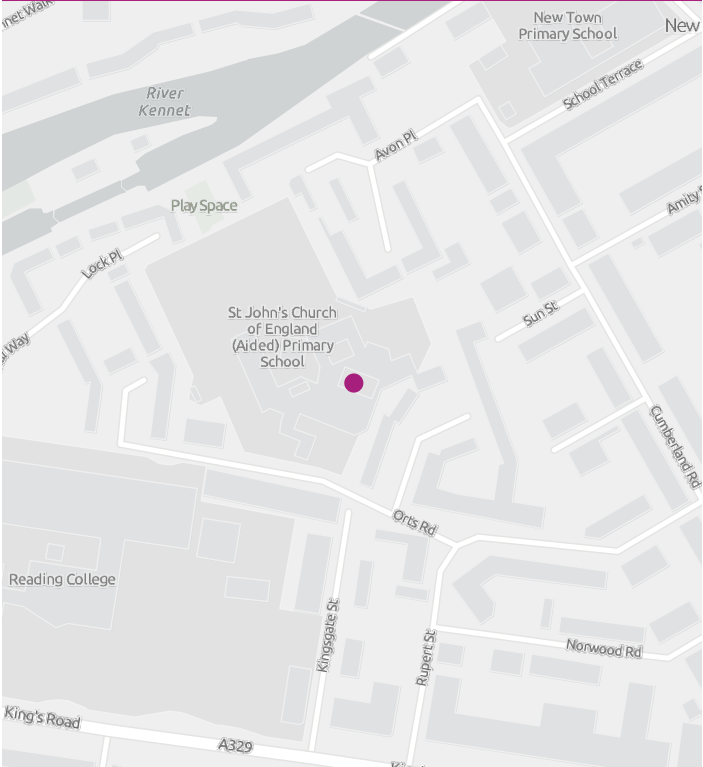 New Town
Primary School
New
School Terrace
River
Kennet
Avon Pl
Play Space
Amity
Lock Pl
St John's Church
of England
(Aided) Primary
School
Sun St
Way
Cumberland Rd
Orts Rd
Reading College
Kingsgate St
Rupert St
Norwood Rd
King's Road
A329